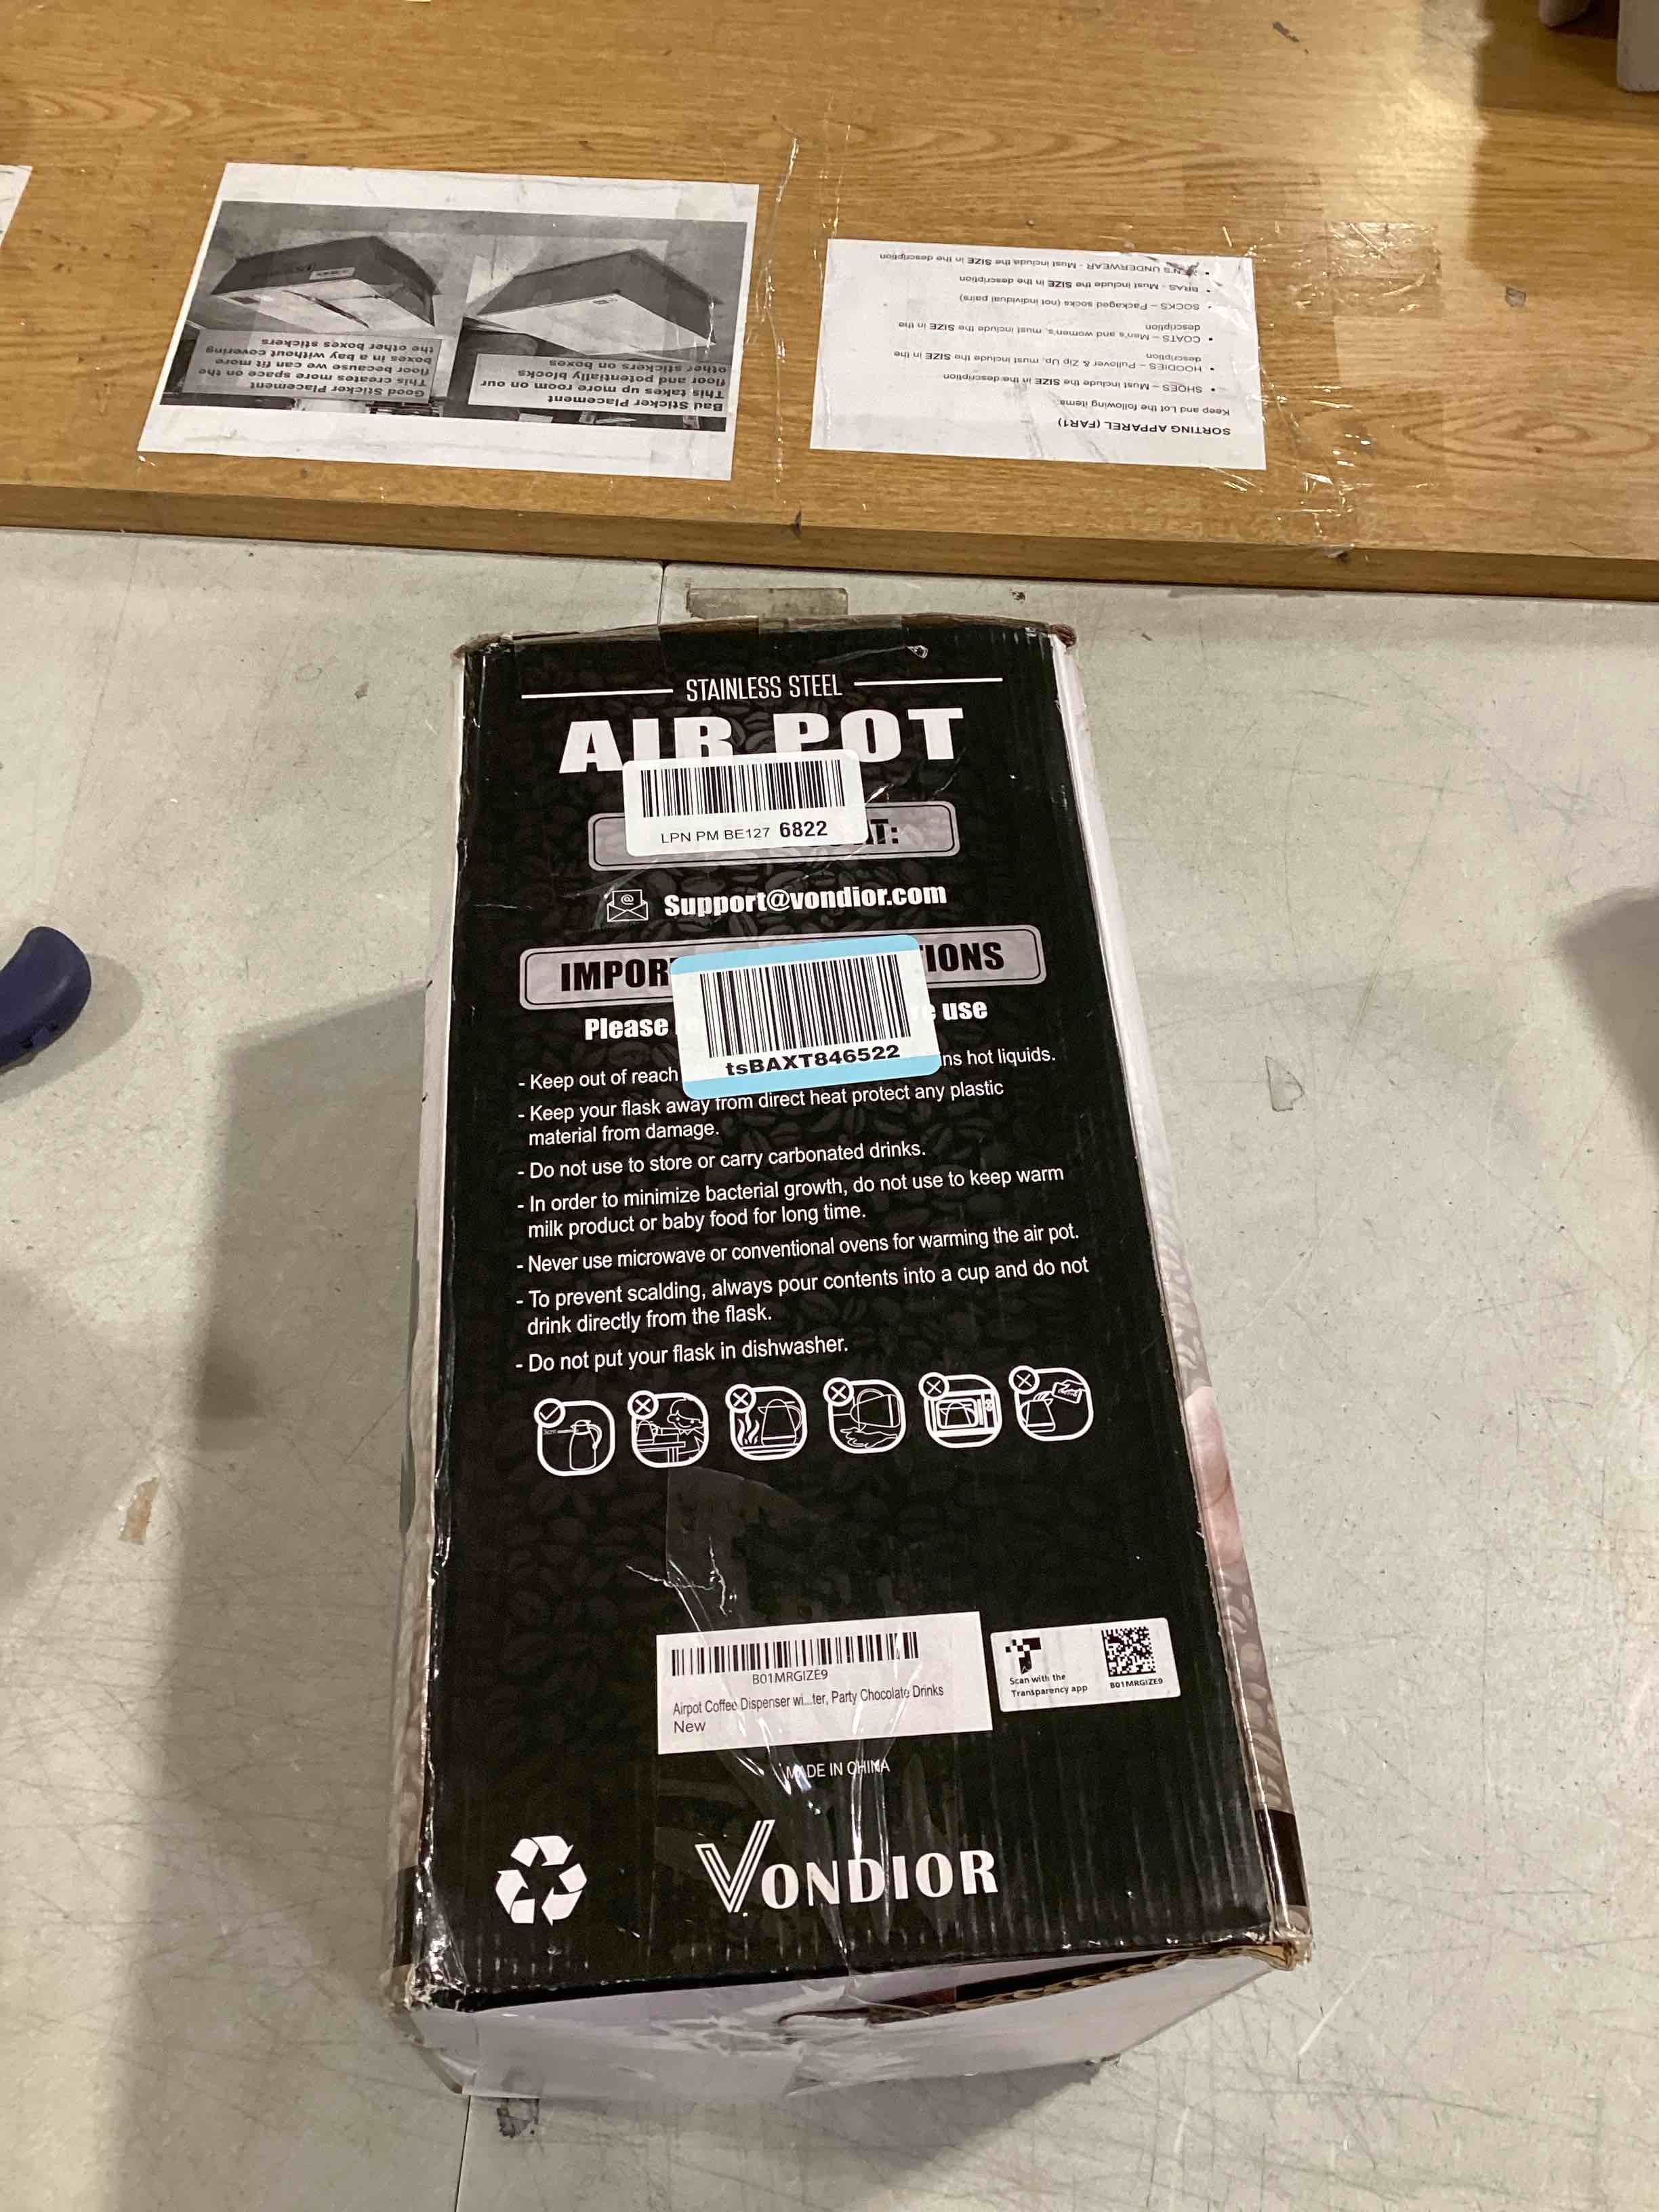 Good Sticker Placement
This creates more space on the
floor because we can fit more
boxes in a bay without covering
the other boxes stickers
Bad Sticker Placement
This takes up more room on our
floor and potentially blocks
other stickers on boxes
SORTING APPAREL (FAR1)
Keep and Lot the following items
• SHOES – Must include the SIZE in the description
• HOODIES – Pullover & Zip Up, must include the SIZE in the
description
• COATS – Men's and women's, must include the SIZE in the
description
• SOCKS – Packaged socks (not individual pairs)
• BRAS - Must include the SIZE in the description
UNDERWEAR - Must include the SIZE in the description
STAINLESS STEEL
AIR POT
LPN PM BE127 6822
Support@vondior.com
Please use
tsBAXT846522
- Keep out of reach hot liquids.
- Keep your flask away from direct heat protect any plastic
material from damage.
- Do not use to store or carry carbonated drinks.
- In order to minimize bacterial growth, do not use to keep warm
milk product or baby food for long time.
- Never use microwave or conventional ovens for warming the air pot.
- To prevent scalding, always pour contents into a cup and do not
drink directly from the flask.
- Do not put your flask in dishwasher.
B01MRGIZE9
Airpot Coffee Dispenser wi...ter, Party Chocolate Drinks
New
Scan with the
Transparency app
B01MRGIZE9
MADE IN CHINA
VONDIOR